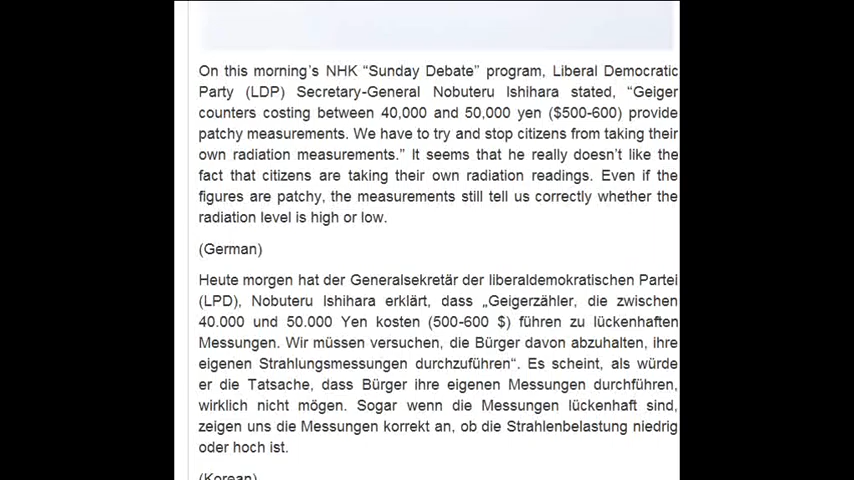 On this morning's NHK “Sunday Debate” program, Liberal Democratic
Party (LDP) Secretary-General Nobuteru Ishihara stated, “Geiger
counters costing between 40,000 and 50,000 yen ($500-600) provide
patchy measurements. We have to try and stop citizens from taking their
own radiation measurements.” It seems that he really doesn't like the
fact that citizens are taking their own radiation readings. Even if the
figures are patchy, the measurements still tell us correctly whether the
radiation level is high or low.
(German)
Heute morgen hat der Generalsekretär der liberaldemokratischen Partei
(LPD), Nobuteru Ishihara erklärt, dass „Geigerzähler, die zwischen
40.000 und 50.000 Yen kosten (500-600 $) führen zu lückenhaften
Messungen. Wir müssen versuchen, die Bürger davon abzuhalten, ihre
eigenen Strahlungsmessungen durchzuführen“. Es scheint, als würde
er die Tatsache, dass Bürger ihre eigenen Messungen durchführen,
wirklich nicht mögen. Sogar wenn die Messungen lückenhaft sind,
zeigen uns die Messungen korrekt an, ob die Strahlenbelastung niedrig
oder hoch ist.
(Korean)